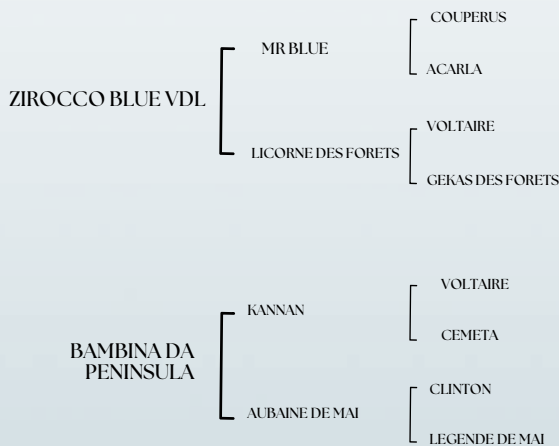 COUPERUS
MR BLUE
ACARLA
ZIROCCO BLUE VDL
VOLTAIRE
LICORNE DES FORETS
GEKAS DES FORETS
VOLTAIRE
KANNAN
CEMETA
BAMBINA DA
PENINSULA
CLINTON
AUBAINE DE MAI
LEGENDE DE MAI